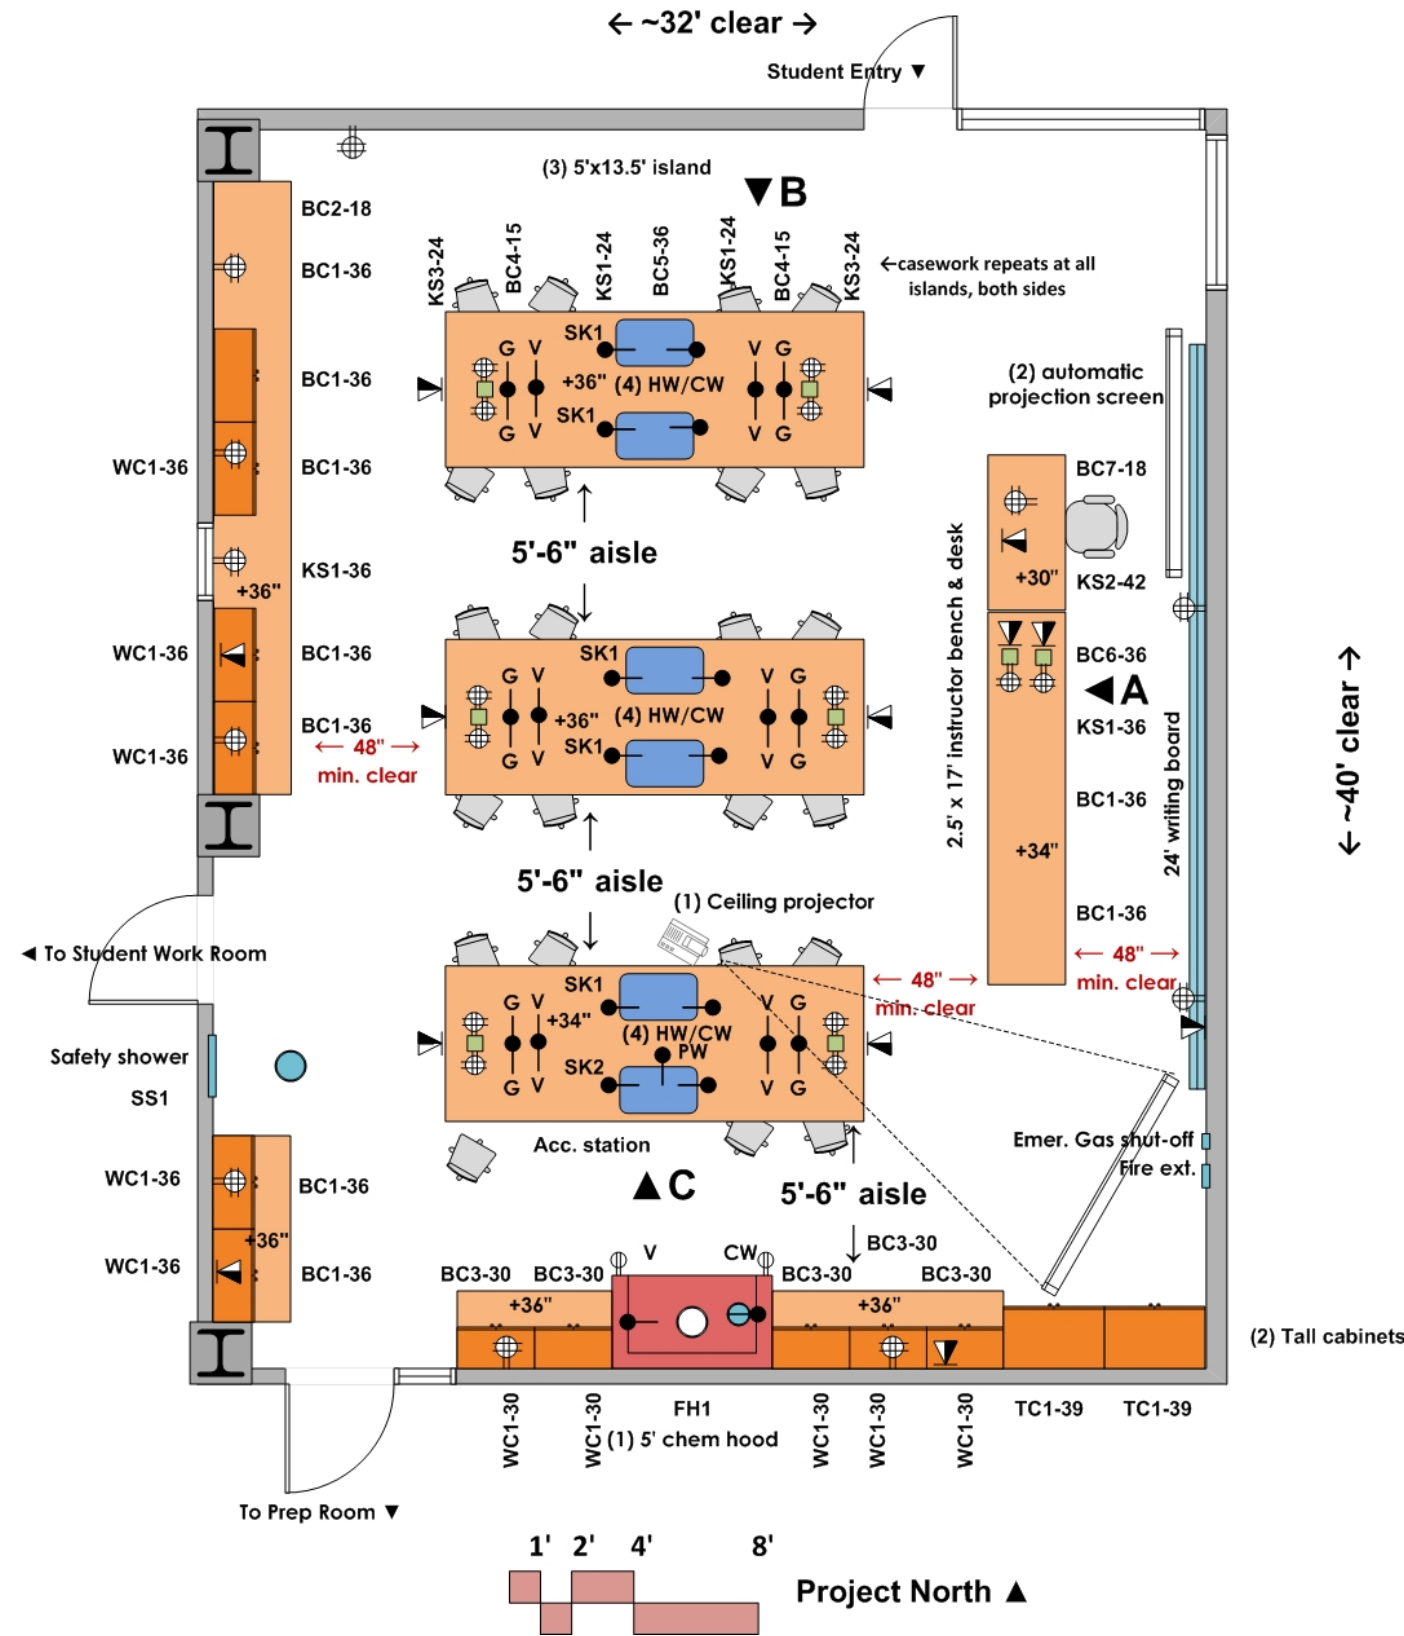 ← ~32' clear →
Student Entry ▼
(3) 5'x13.5' island
▼B
BC2-18
BC1-36
KS3-24
BC4-15
KS1-24
BC5-36
KS1-24
BC4-15
KS3-24
←casework repeats at all
islands, both sides
SK1
G V
V G
+36" (4) HW/CW
SK1
G V
V G
BC1-36
(2) automatic
projection screen
WC1-36
BC1-36
BC7-18
5'-6" aisle
KS1-36
+36"
+30"
KS2-42
2.5' x 17' instructor bench & desk
WC1-36
BC1-36
SK1
G V
V G
+36" (4) HW/CW
SK1
G V
V G
BC6-36
◀A
WC1-36
BC1-36
← 48" →
min. clear
KS1-36
24' writing board
← ~40' clear →
BC1-36
+34"
5'-6" aisle
(1) Ceiling projector
BC1-36
◄ To Student Work Room
← 48" →
min. clear
← 48" →
min. clear
SK1
G V
V G
+34"
(4) HW/CW
PW
SK2
G V
V G
Safety shower
SS1
Acc. station
Emer. Gas shut-off
Fire ext.
WC1-36
BC1-36
▲C
5'-6" aisle
+36"
WC1-36
BC1-36
BC3-30
BC3-30
V
CW
BC3-30
BC3-30
BC3-30
+36"
+36"
(2) Tall cabinets
WC1-30
WC1-30
FH1
(1) 5' chem hood
WC1-30
WC1-30
WC1-30
TC1-39
TC1-39
To Prep Room ▼
1' 2' 4' 8'
Project North ▲